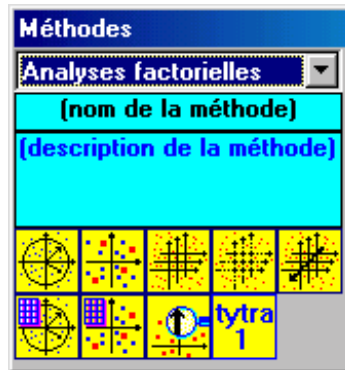 Méthodes
Analyses factorielles
(nom de la méthode)
(description de la méthode)
tytra
1